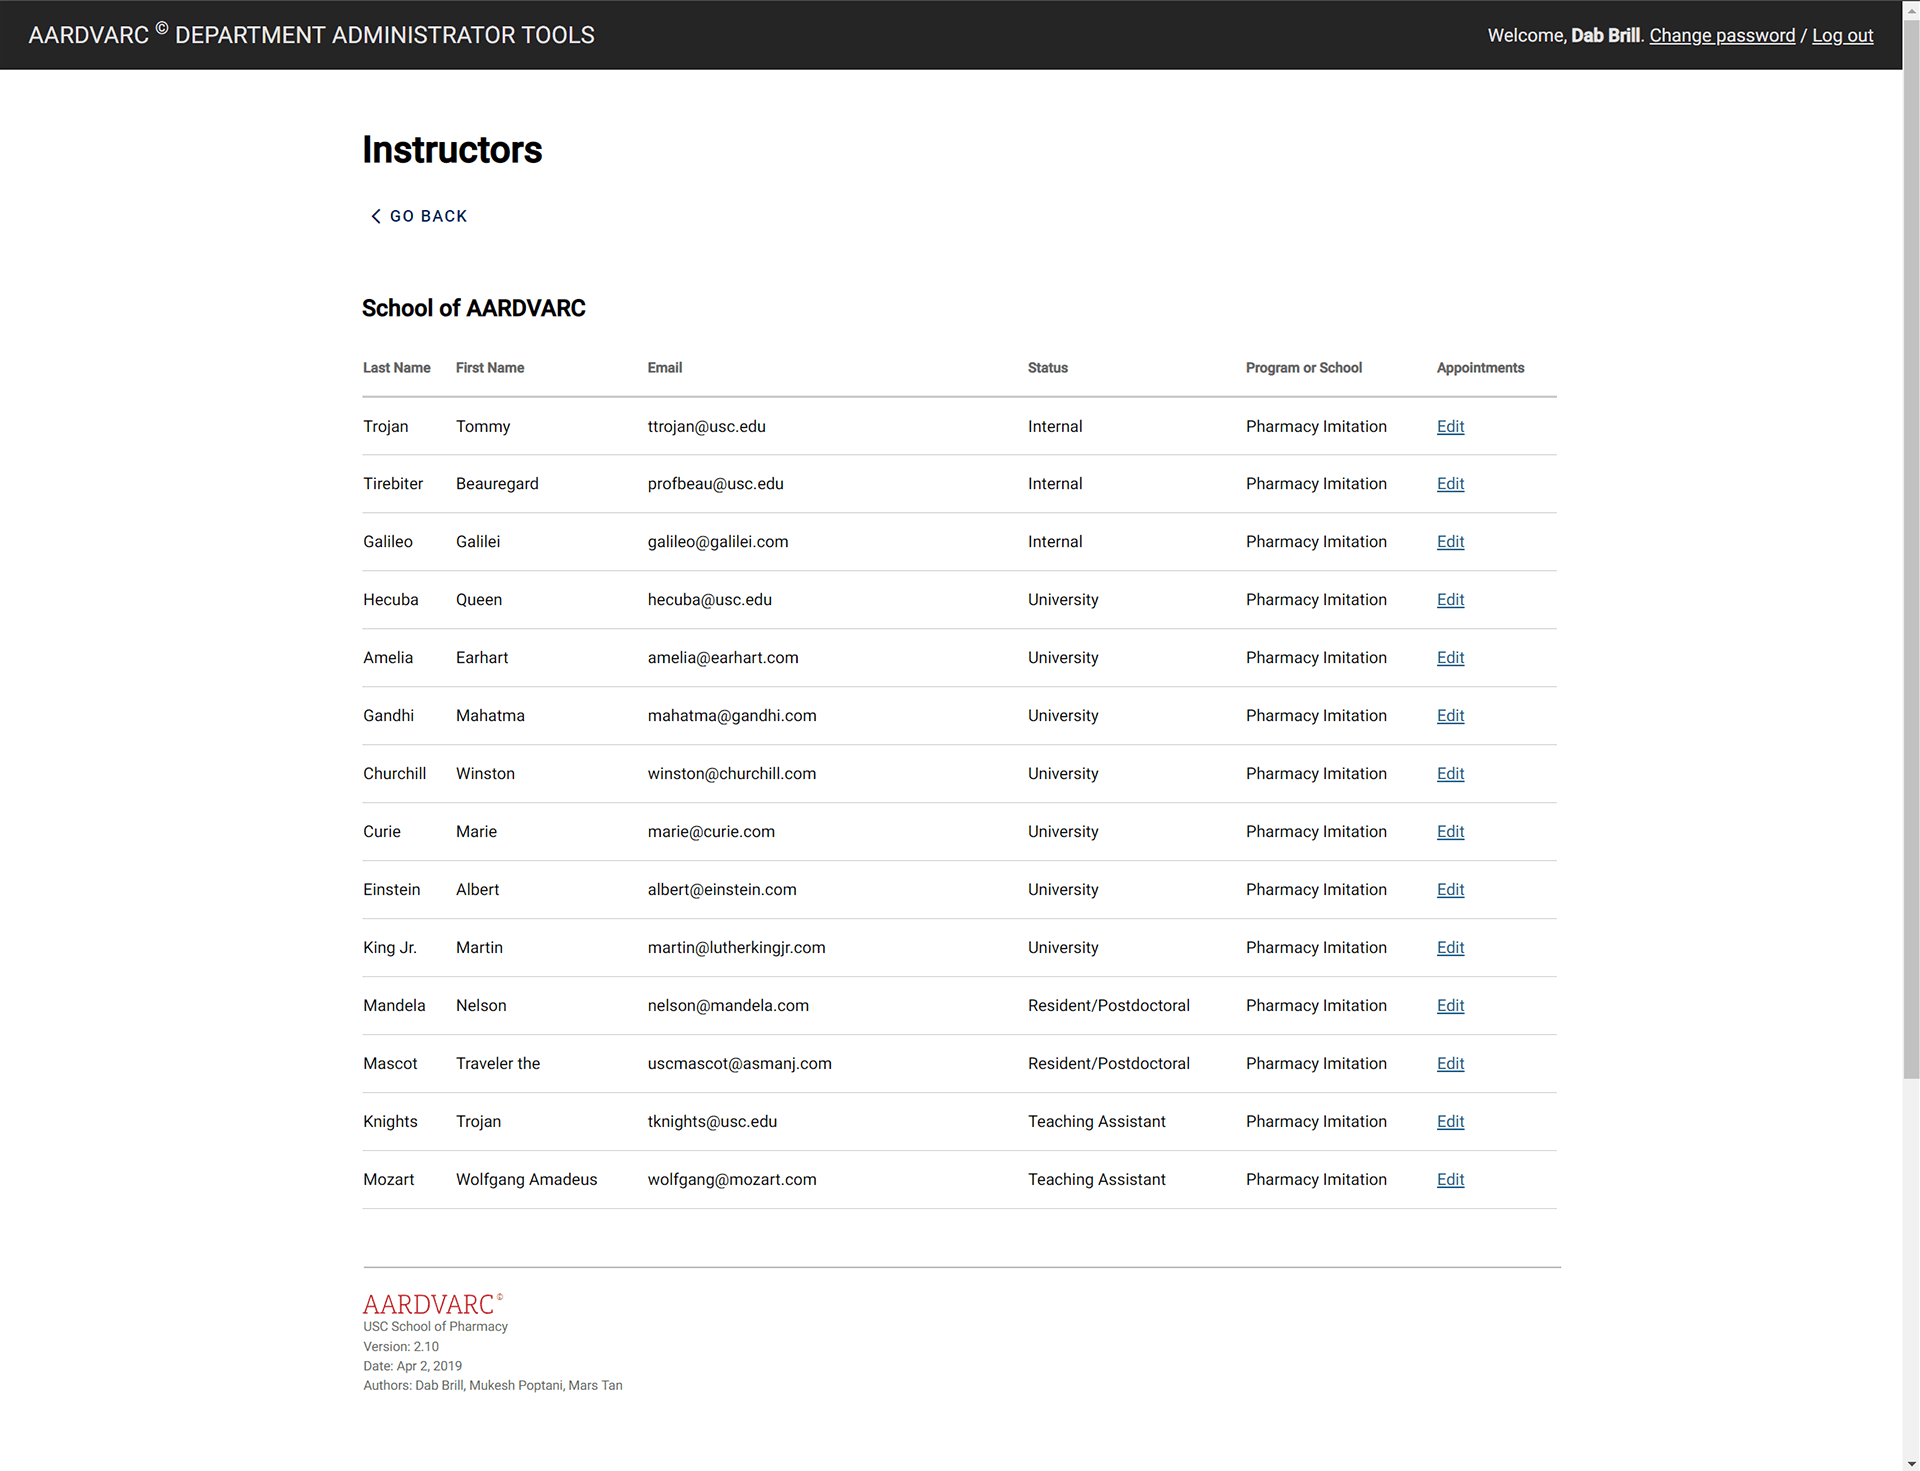 AARDVARC © DEPARTMENT ADMINISTRATOR TOOLS Welcome, Dab Brill. Change password / Log out
Instructors
GO BACK
School of AARDVARC
Last Name First Name Email Status Program or School Appointments
Trojan Tommy ttrojan@usc.edu Internal Pharmacy Imitation Edit
Tirebiter Beauregard profbeau@usc.edu Internal Pharmacy Imitation Edit
Galileo Galilei galileo@galilei.com Internal Pharmacy Imitation Edit
Hecuba Queen hecuba@usc.edu University Pharmacy Imitation Edit
Amelia Earhart amelia@earhart.com University Pharmacy Imitation Edit
Gandhi Mahatma mahatma@gandhi.com University Pharmacy Imitation Edit
Churchill Winston winston@churchill.com University Pharmacy Imitation Edit
Curie Marie marie@curie.com University Pharmacy Imitation Edit
Einstein Albert albert@einstein.com University Pharmacy Imitation Edit
King Jr. Martin martin@lutherkingjr.com University Pharmacy Imitation Edit
Mandela Nelson nelson@mandela.com Resident/Postdoctoral Pharmacy Imitation Edit
Mascot Traveler the uscmascot@asmanj.com Resident/Postdoctoral Pharmacy Imitation Edit
Knights Trojan tknights@usc.edu Teaching Assistant Pharmacy Imitation Edit
Mozart Wolfgang Amadeus wolfgang@mozart.com Teaching Assistant Pharmacy Imitation Edit
AARDVARC©
USC School of Pharmacy
Version: 2.10
Date: Apr 2, 2019
Authors: Dab Brill, Mukesh Poptani, Mars Tan